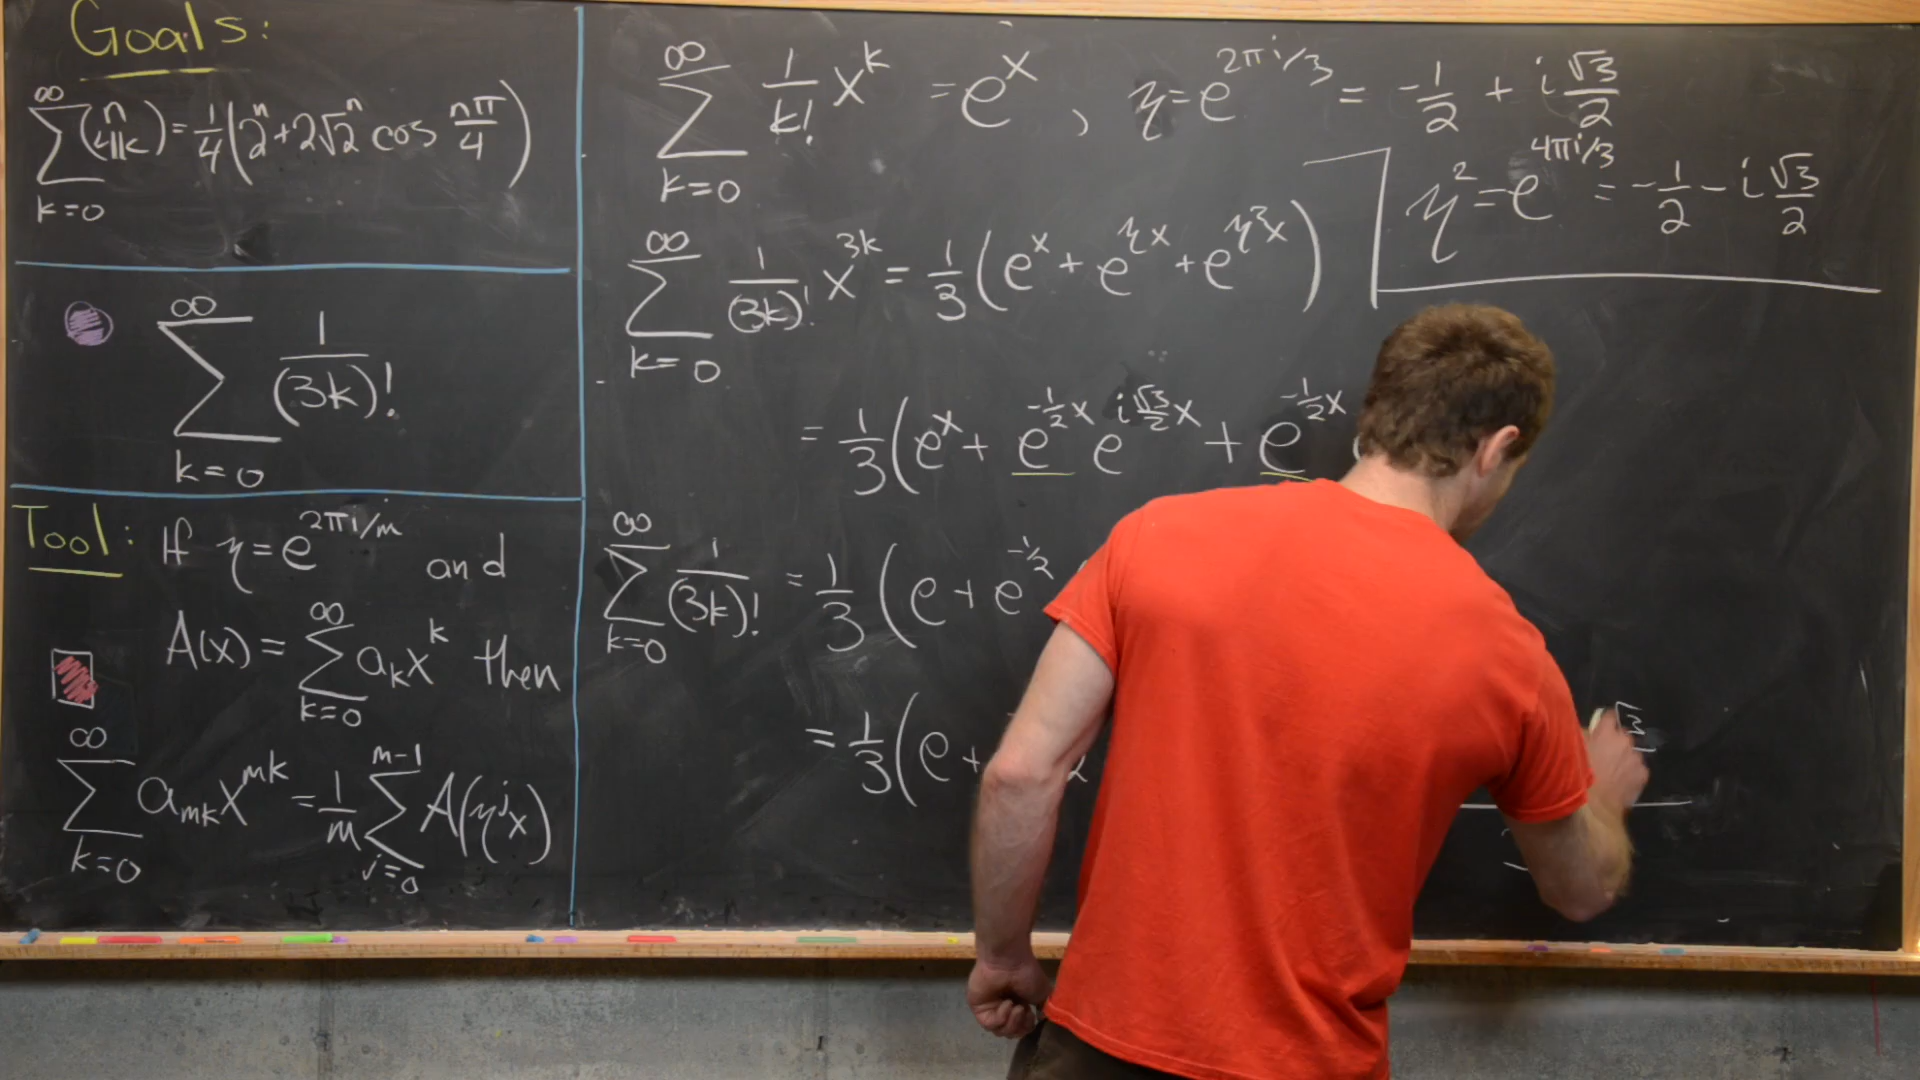 Goals:
∞
∑ (n 4k) = 1/4 (2^n + 2√2^n cos nπ/4)
k=0
∞
∑ 1/(3k)!
k=0
Tool: If η = e^{2πi/m} and
A(x) = ∑_{k=0}^{∞} a_k x^k then
∑_{k=0}^{∞} a_{mk} x^{mk} = 1/m ∑_{j=0}^{m-1} A(η^j x)
∑_{k=0}^{∞} 1/k! x^k = e^x , η = e^{2πi/3} = -1/2 + i √3/2
η^2 = e^{4πi/3} = -1/2 - i √3/2
∑_{k=0}^{∞} 1/(3k)! x^{3k} = 1/3 (e^x + e^{ηx} + e^{η^2 x})
= 1/3 (e^x + e^{-1/2 x} e^{i √3/2 x} + e^{-1/2 x}
∑_{k=0}^{∞} 1/(3k)! = 1/3 (e + e^{-1/2}
= 1/3 (e + 2 √3